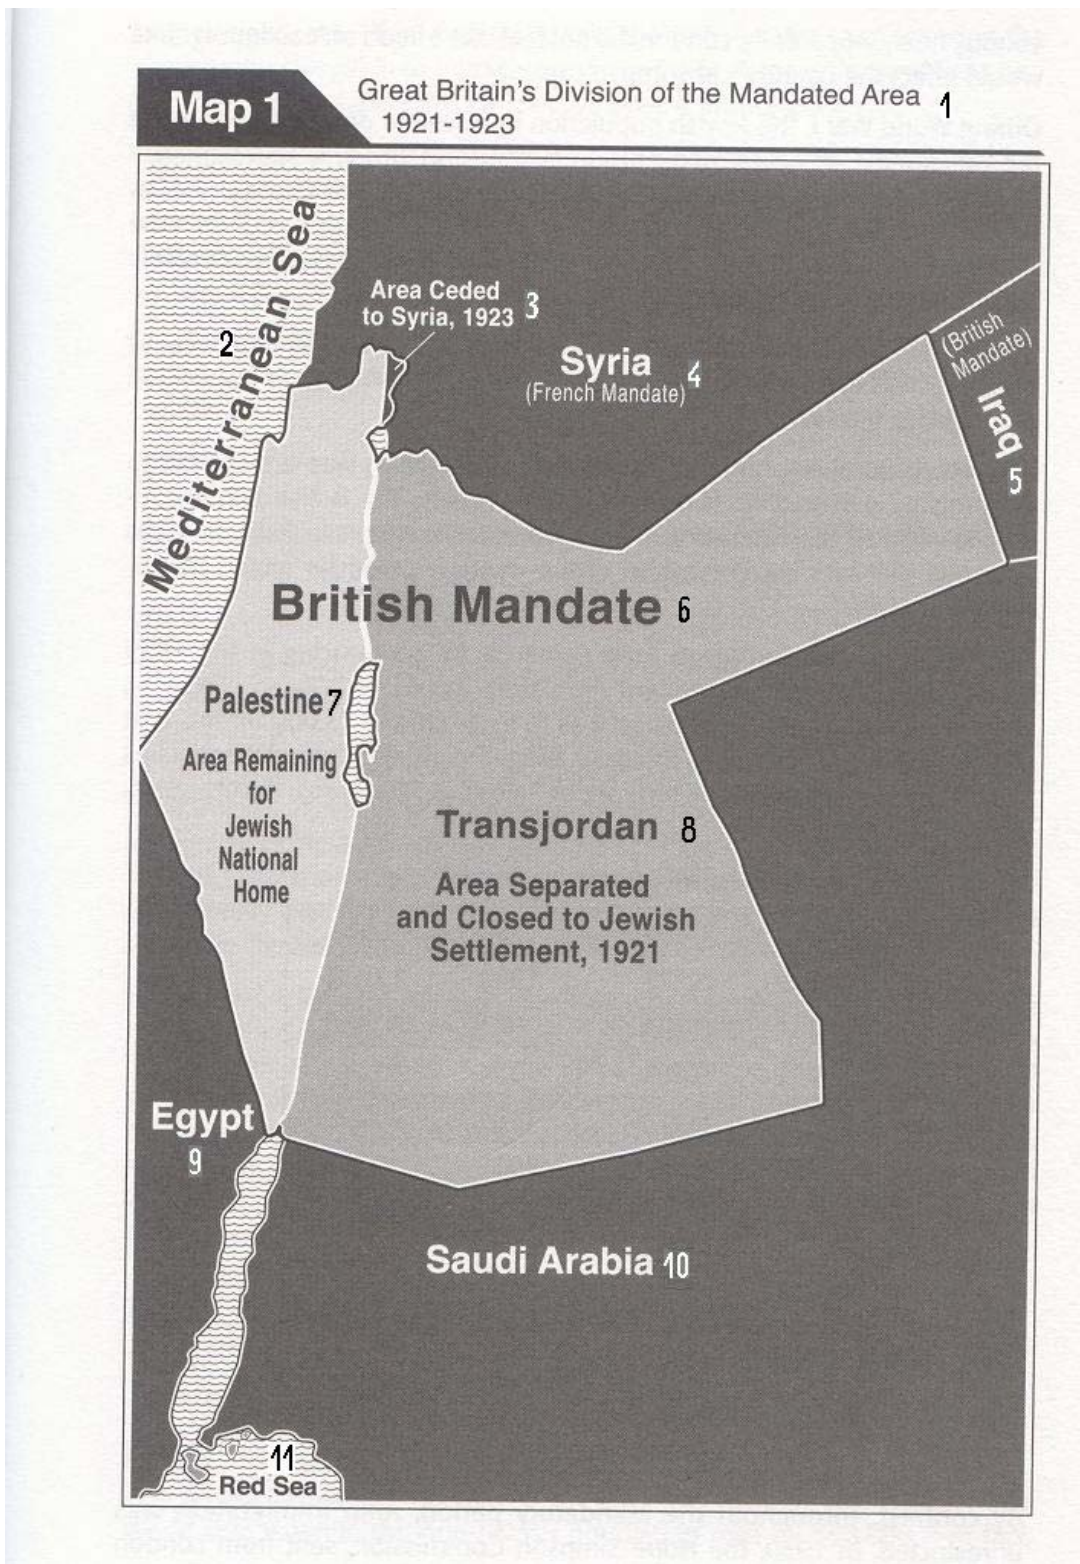 Map 1
Great Britain's Division of the Mandated Area 1
1921-1923
Mediterranean Sea
2
Area Ceded
to Syria, 1923 3
Syria 4
(French Mandate)
(British
Mandate)
Iraq
5
British Mandate 6
Palestine 7
Area Remaining
for
Jewish
National
Home
Transjordan 8
Area Separated
and Closed to Jewish
Settlement, 1921
Egypt
9
Saudi Arabia 10
11
Red Sea